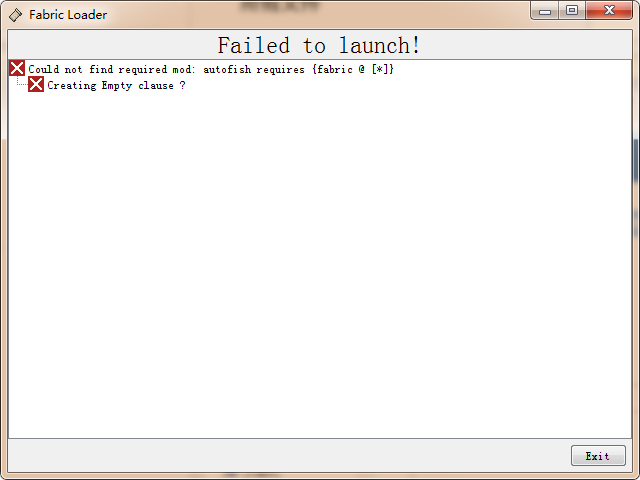 Fabric Loader
Failed to launch!
Could not find required mod: autofish requires {fabric @ [*]}
Creating Empty clause ?
Exit